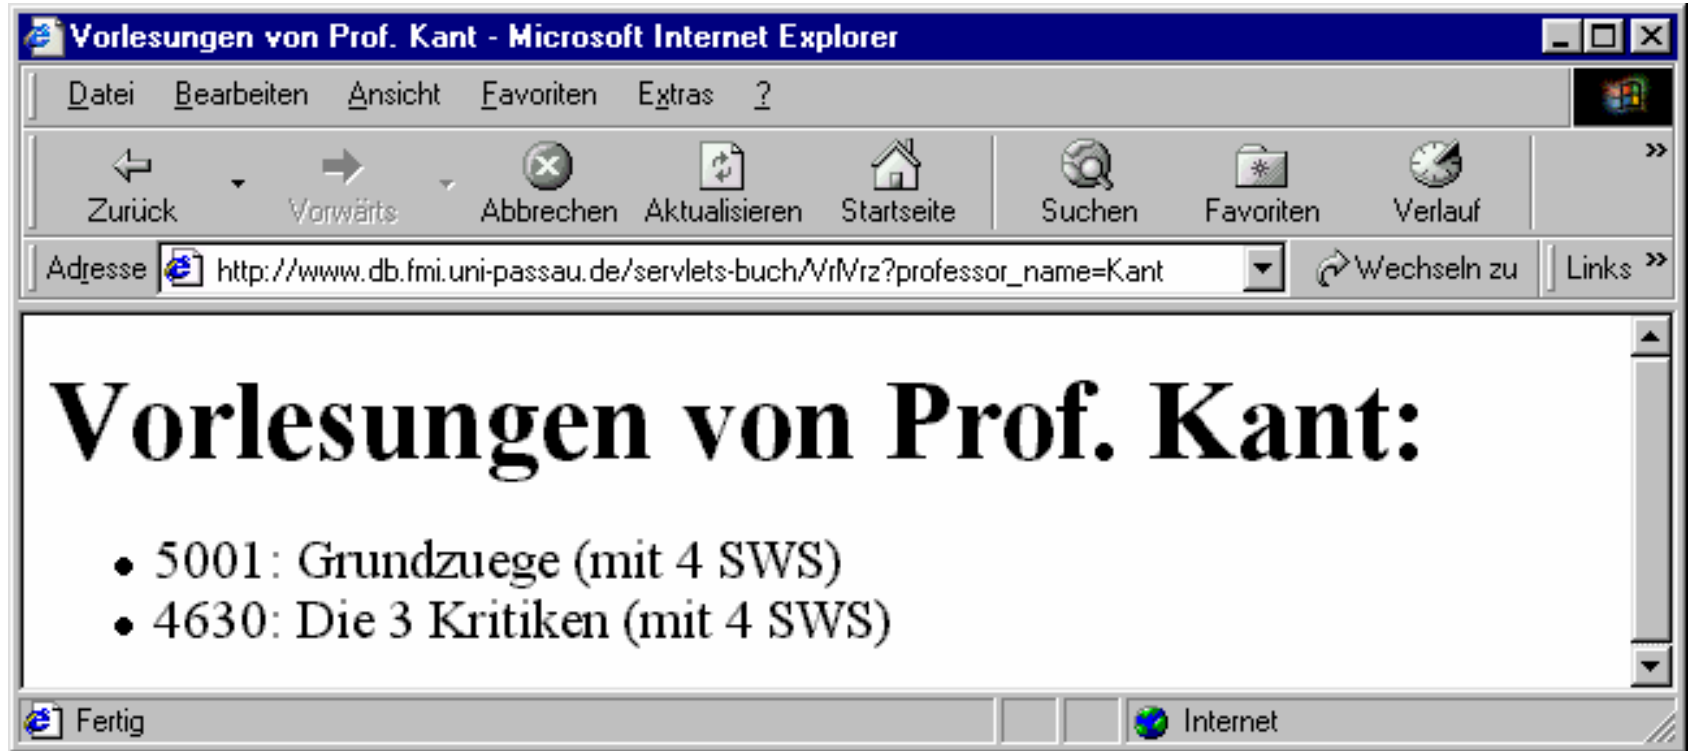 Vorlesungen von Prof. Kant - Microsoft Internet Explorer
Datei Bearbeiten Ansicht Favoriten Extras ?
Zurück Vorwärts Abbrechen Aktualisieren Startseite Suchen Favoriten Verlauf »
Adresse http://www.db.fmi.uni-passau.de/servlets-buch/VrlVrz?professor_name=Kant Wechseln zu Links »
Vorlesungen von Prof. Kant:
• 5001: Grundzuege (mit 4 SWS)
• 4630: Die 3 Kritiken (mit 4 SWS)
Fertig Internet